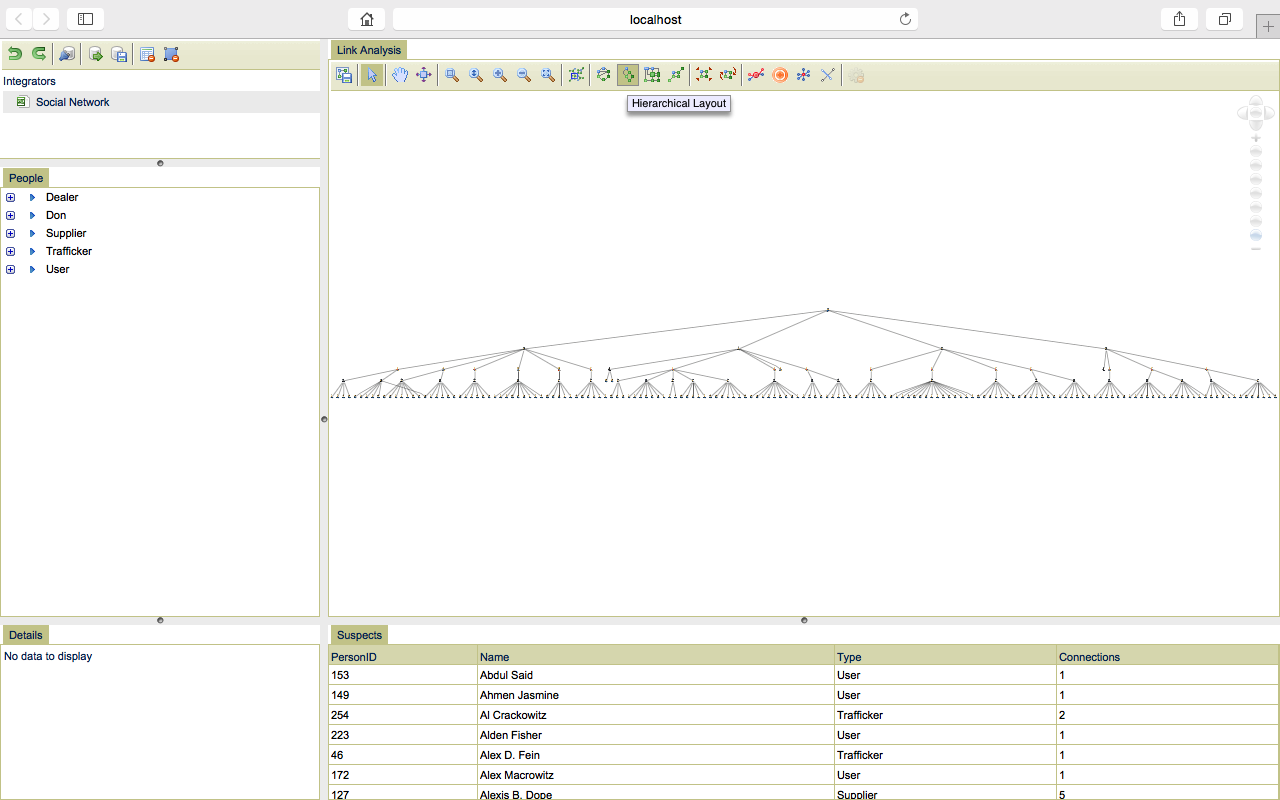 localhost
Integrators
Social Network
People
Dealer
Don
Supplier
Trafficker
User
Details
No data to display
Link Analysis
Hierarchical Layout
Suspects
PersonID Name Type Connections
153 Abdul Said User 1
149 Ahmen Jasmine User 1
254 Al Crackowitz Trafficker 2
223 Alden Fisher User 1
46 Alex D. Fein Trafficker 1
172 Alex Macrowitz User 1
127 Alexis B. Dope Supplier 5